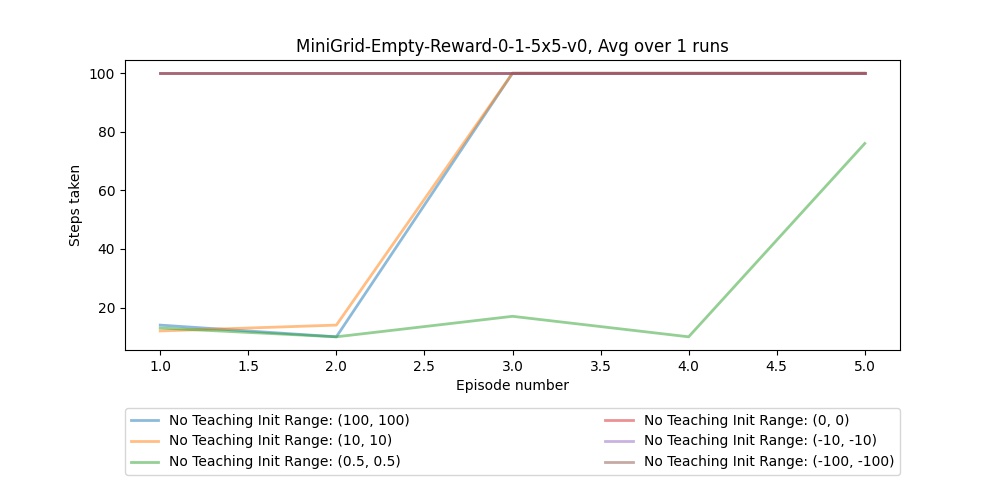 MiniGrid-Empty-Reward-0-1-5x5-v0, Avg over 1 runs
100
80
60
40
20
Steps taken
1.0 1.5 2.0 2.5 3.0 3.5 4.0 4.5 5.0
Episode number
No Teaching Init Range: (100, 100)
No Teaching Init Range: (10, 10)
No Teaching Init Range: (0.5, 0.5)
No Teaching Init Range: (0, 0)
No Teaching Init Range: (-10, -10)
No Teaching Init Range: (-100, -100)